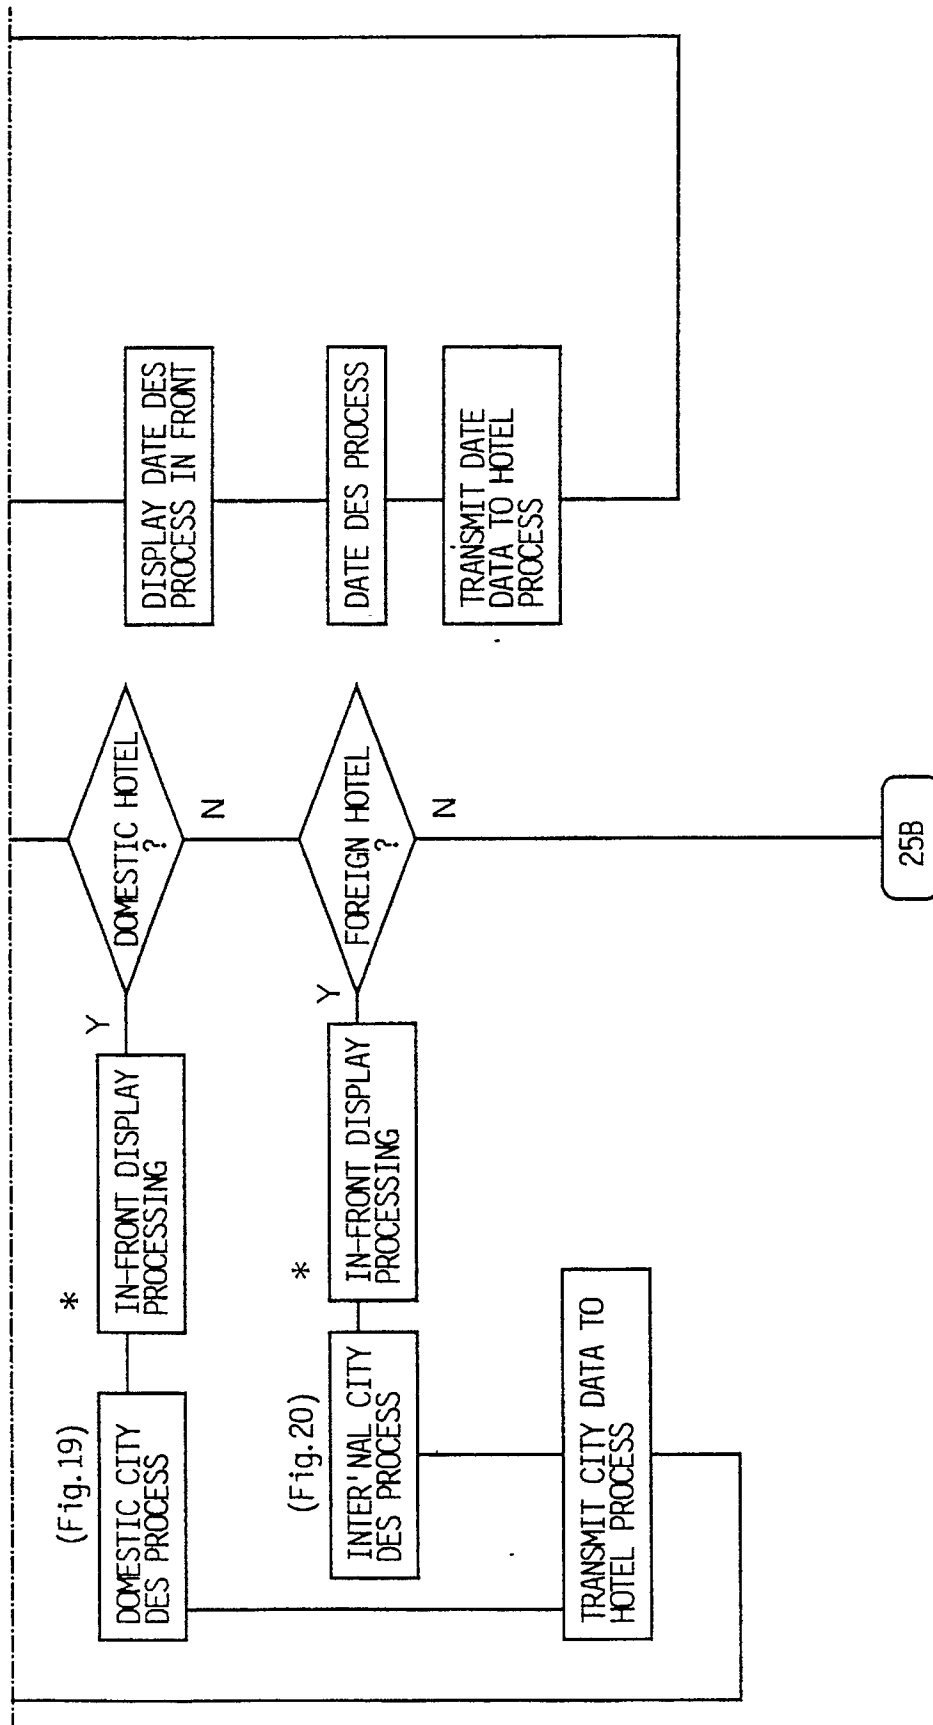 (Fig.19)
DOMESTIC CITY
DES PROCESS
*
IN-FRONT DISPLAY
PROCESSING
Y
DOMESTIC HOTEL
?
N
DISPLAY DATE DES
PROCESS IN FRONT
(Fig.20)
INTER'NAL CITY
DES PROCESS
*
IN-FRONT DISPLAY
PROCESSING
Y
FOREIGN HOTEL
?
N
DATE DES PROCESS
TRANSMIT DATE
DATA TO HOTEL
PROCESS
TRANSMIT CITY DATA TO
HOTEL PROCESS
25B